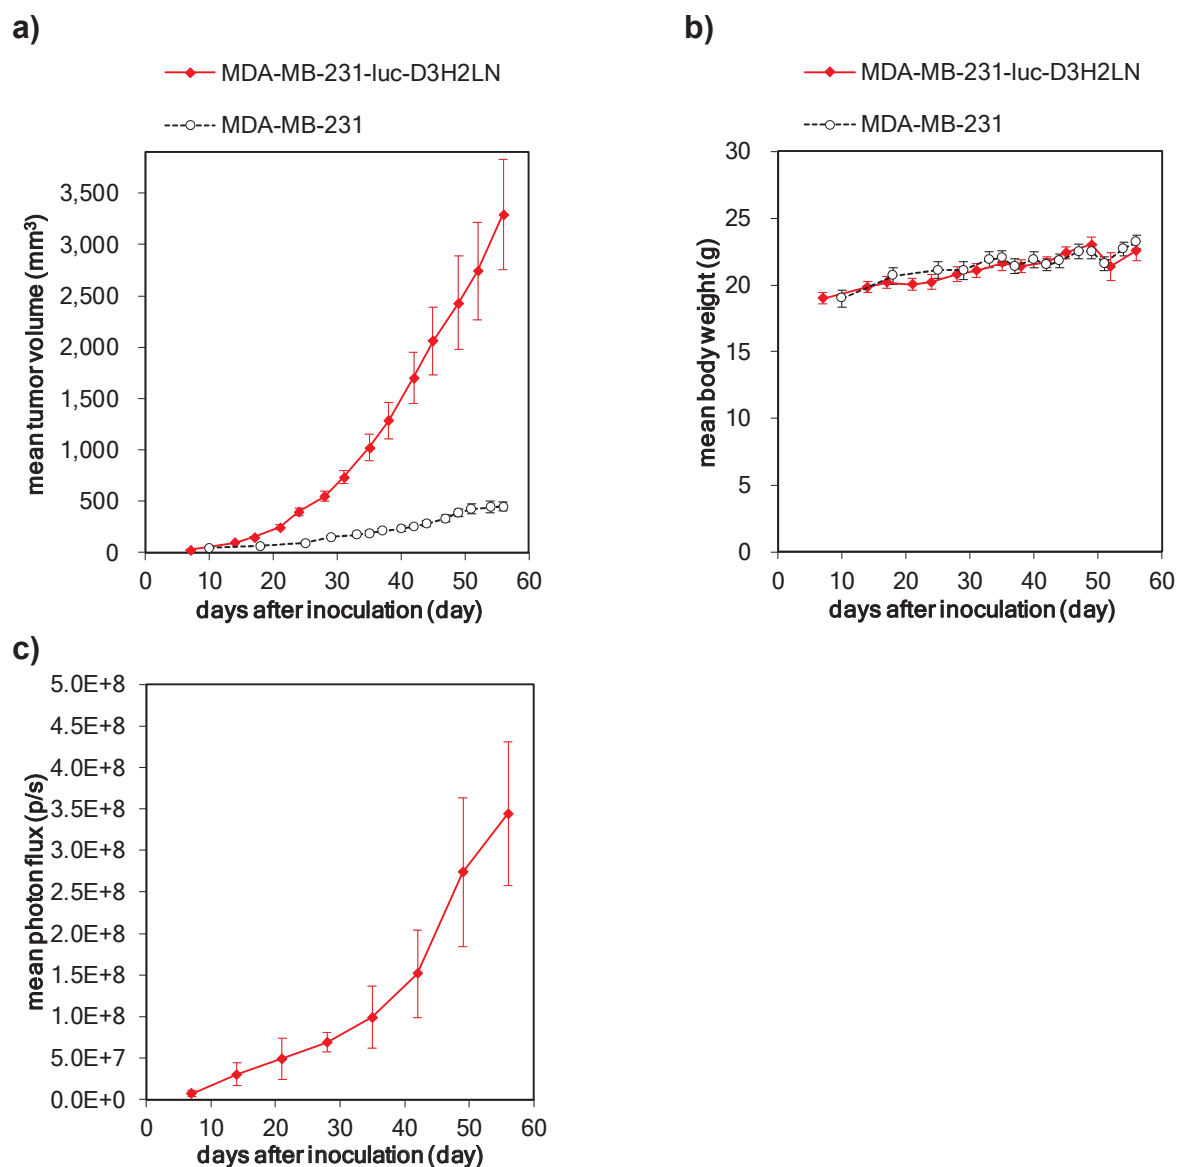 a)
MDA-MB-231-luc-D3H2LN
MDA-MB-231
mean tumor volume (mm³)
3,500
3,000
2,500
2,000
1,500
1,000
500
0
0 10 20 30 40 50 60
days after inoculation (day)
b)
MDA-MB-231-luc-D3H2LN
MDA-MB-231
mean body weight (g)
30
25
20
15
10
5
0
0 10 20 30 40 50 60
days after inoculation (day)
c)
mean photon flux (p/s)
5.0E+8
4.5E+8
4.0E+8
3.5E+8
3.0E+8
2.5E+8
2.0E+8
1.5E+8
1.0E+8
5.0E+7
0.0E+0
0 10 20 30 40 50 60
days after inoculation (day)